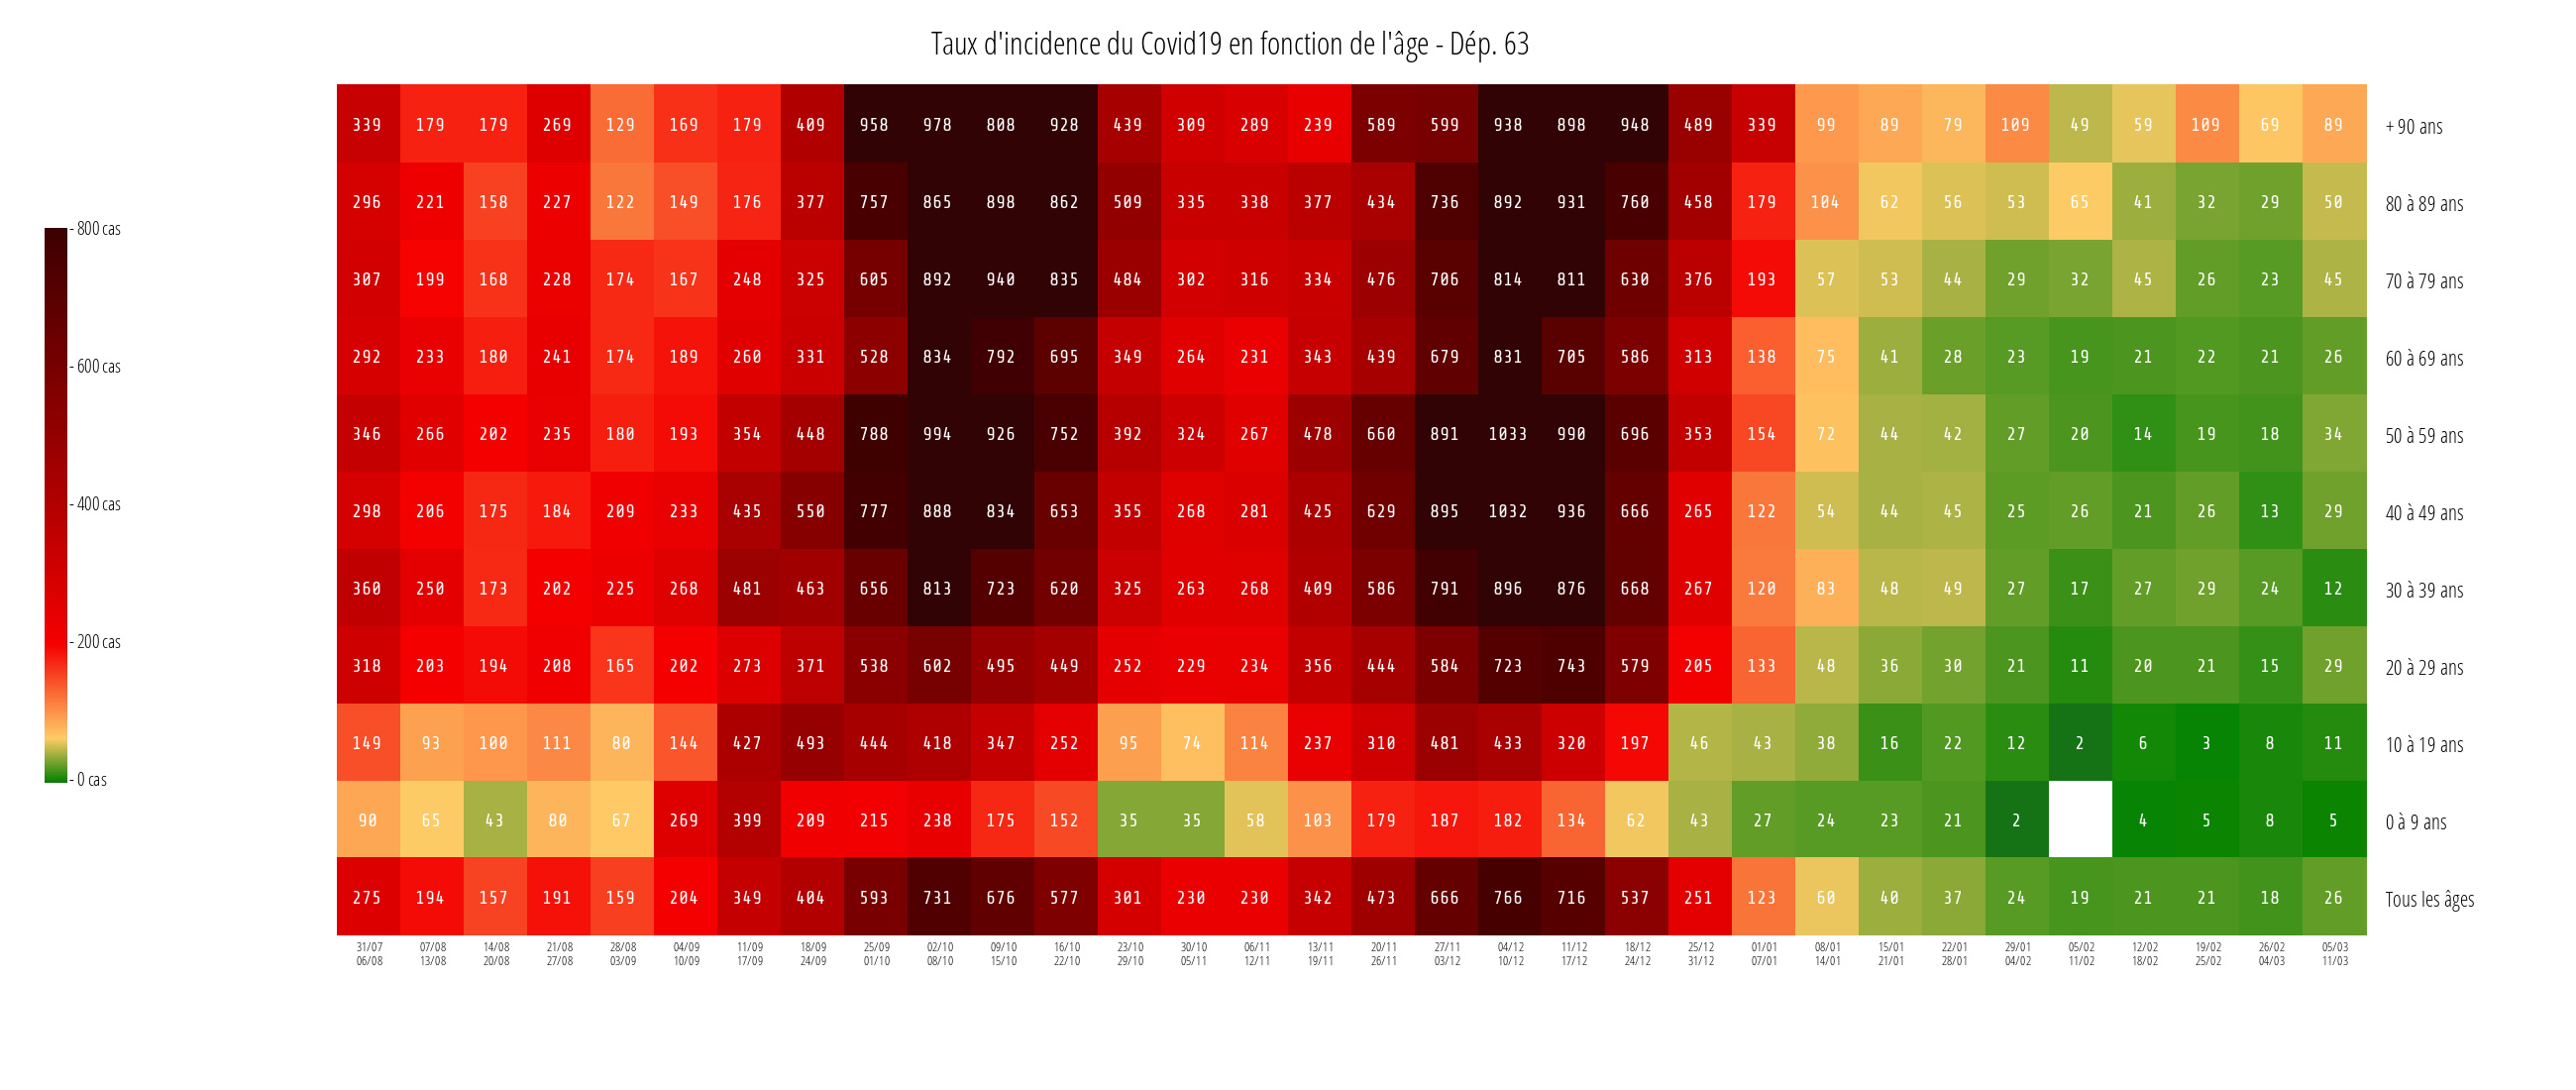 Taux d'incidence du Covid19 en fonction de l'âge - Dép. 63
- 800 cas
- 600 cas
- 400 cas
- 200 cas
- 0 cas
339 179 179 269 129 169 179 409 958 978 808 928 439 309 289 239 589 599 938 898 948 489 339 99 89 79 109 49 59 109 69 89 + 90 ans
296 221 158 227 122 149 176 377 757 865 898 862 509 335 338 377 434 736 892 931 760 458 179 104 62 56 53 65 41 32 29 50 80 à 89 ans
307 199 168 228 174 167 248 325 605 892 940 835 484 302 316 334 476 706 814 811 630 376 193 57 53 44 29 32 45 26 23 45 70 à 79 ans
292 233 180 241 174 189 260 331 528 834 792 695 349 264 231 343 439 679 831 705 586 313 138 75 41 28 23 19 21 22 21 26 60 à 69 ans
346 266 202 235 180 193 354 448 788 994 926 752 392 324 267 478 660 891 1033 990 696 353 154 72 44 42 27 20 14 19 18 34 50 à 59 ans
298 206 175 184 209 233 435 550 777 888 834 653 355 268 281 425 629 895 1032 936 666 265 122 54 44 45 25 26 21 26 13 29 40 à 49 ans
360 250 173 202 225 268 481 463 656 813 723 620 325 263 268 409 586 791 896 876 668 267 120 83 48 49 27 17 27 29 24 12 30 à 39 ans
318 203 194 208 165 202 273 371 538 602 495 449 252 229 234 356 444 584 723 743 579 205 133 48 36 30 21 11 20 21 15 29 20 à 29 ans
149 93 100 111 80 144 427 493 444 418 347 252 95 74 114 237 310 481 433 320 197 46 43 38 16 22 12 2 6 3 8 11 10 à 19 ans
90 65 43 80 67 269 399 209 215 238 175 152 35 35 58 103 179 187 182 134 62 43 27 24 23 21 2 4 5 8 5 0 à 9 ans
275 194 157 191 159 204 349 404 593 731 676 577 301 230 230 342 473 666 766 716 537 251 123 60 40 37 24 19 21 21 18 26 Tous les âges
31/07 07/08 14/08 21/08 28/08 04/09 11/09 18/09 25/09 02/10 09/10 16/10 23/10 30/10 06/11 13/11 20/11 27/11 04/12 11/12 18/12 25/12 01/01 08/01 15/01 22/01 29/01 05/02 12/02 19/02 26/02 05/03
06/08 13/08 20/08 27/08 03/09 10/09 17/09 24/09 01/10 08/10 15/10 22/10 29/10 05/11 12/11 19/11 26/11 03/12 10/12 17/12 24/12 31/12 07/01 14/01 21/01 28/01 04/02 11/02 18/02 25/02 04/03 11/03